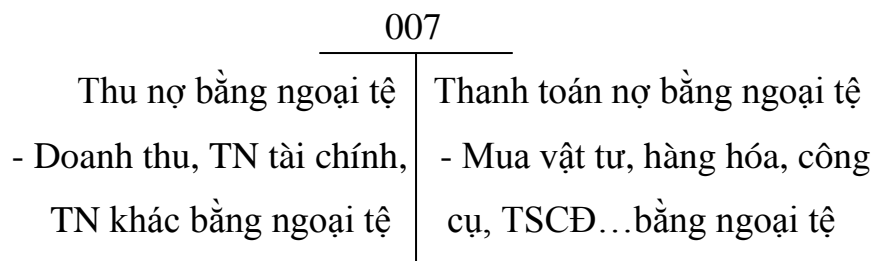 007
Thu nợ bằng ngoại tệ
- Doanh thu, TN tài chính,
TN khác bằng ngoại tệ
Thanh toán nợ bằng ngoại tệ
- Mua vật tư, hàng hóa, công
cụ, TSCĐ…bằng ngoại tệ